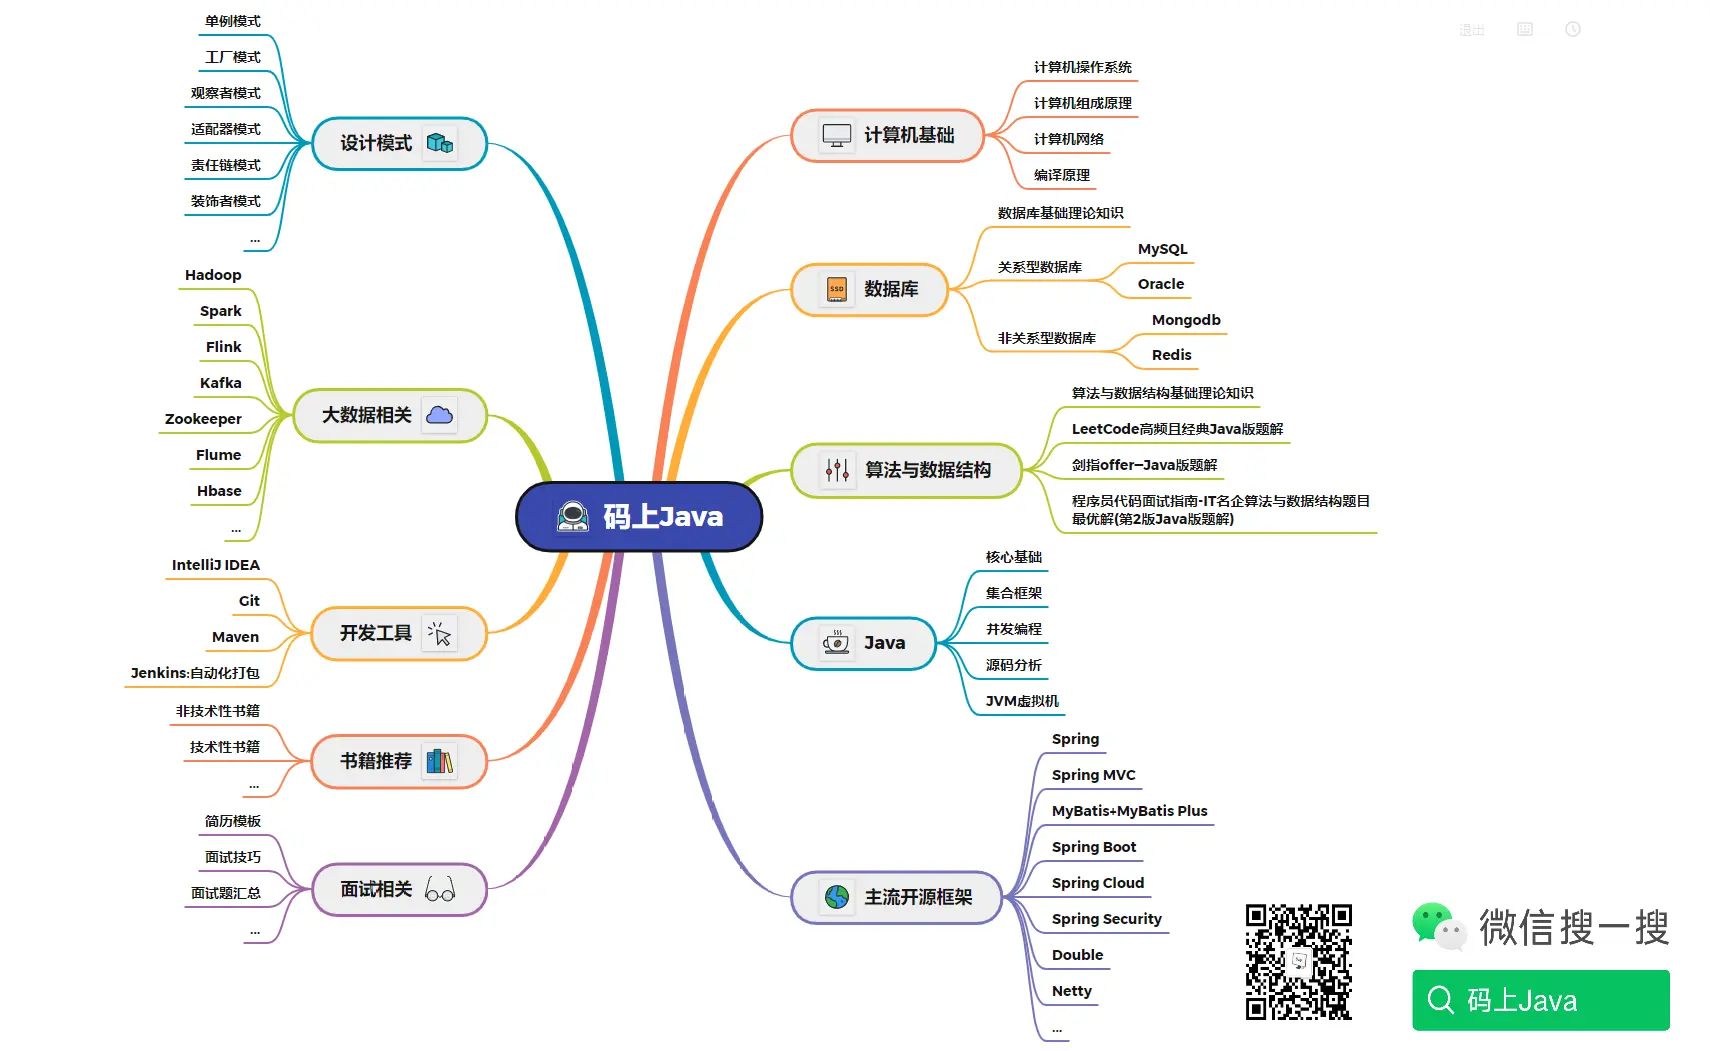 单例模式
工厂模式
观察者模式
适配器模式
责任链模式
装饰者模式
...
设计模式
Hadoop
Spark
Flink
Kafka
Zookeeper
Flume
Hbase
...
大数据相关
IntelliJ IDEA
Git
Maven
Jenkins:自动化打包
开发工具
非技术性书籍
技术性书籍
...
书籍推荐
简历模板
面试技巧
面试题汇总
...
面试相关
码上Java
退出
计算机基础
计算机操作系统
计算机组成原理
计算机网络
编译原理
SSD
数据库
数据库基础理论知识
关系型数据库
MySQL
Oracle
非关系型数据库
Mongodb
Redis
算法与数据结构
算法与数据结构基础理论知识
LeetCode高频且经典Java版题解
剑指offer—Java版题解
程序员代码面试指南-IT名企算法与数据结构题目
最优解(第2版Java版题解)
Java
核心基础
集合框架
并发编程
源码分析
JVM虚拟机
主流开源框架
Spring
Spring MVC
MyBatis+MyBatis Plus
Spring Boot
Spring Cloud
Spring Security
Double
Netty
...
微信搜一搜
码上Java